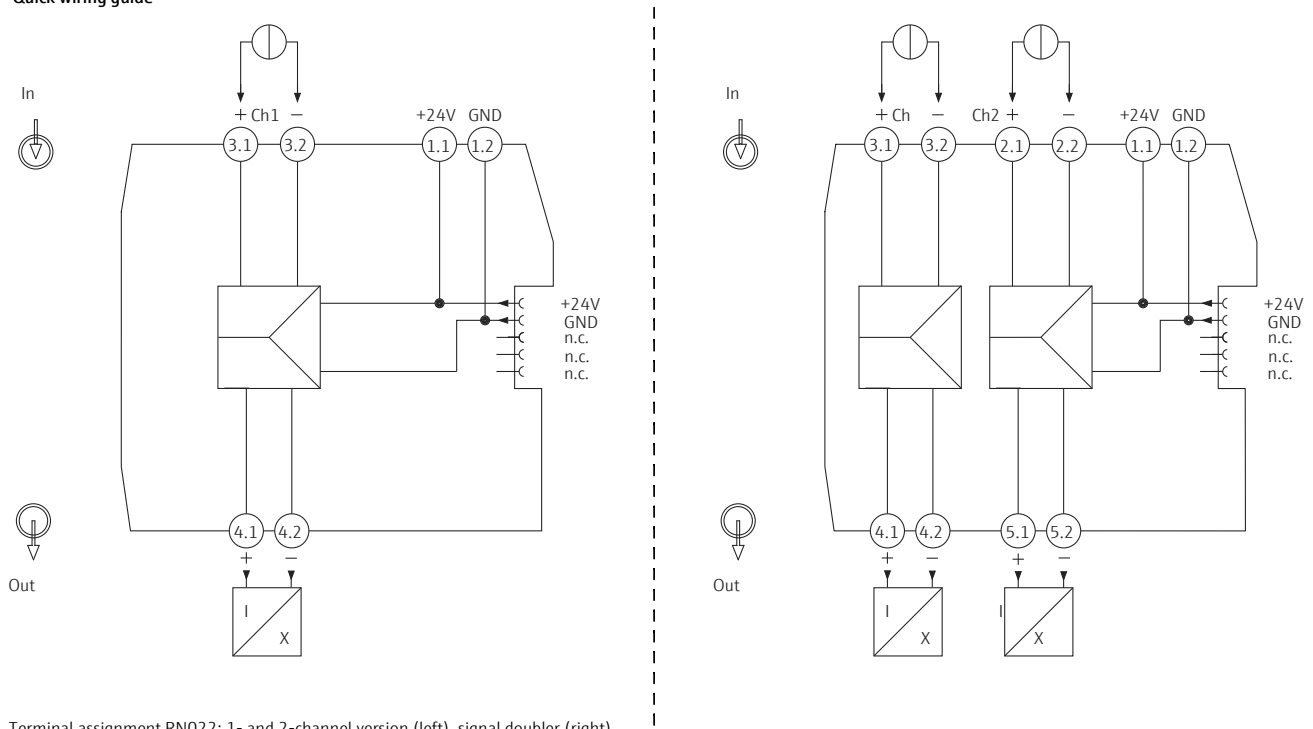 Quick wiring guide
In
+ Ch1 −
+24V GND
3.1 3.2 1.1 1.2
+24V
GND
n.c.
n.c.
n.c.
4.1 4.2
+ −
Out
I
X
In
+ Ch − Ch2 + −
+24V GND
3.1 3.2 2.1 2.2 1.1 1.2
+24V
GND
n.c.
n.c.
n.c.
4.1 4.2 5.1 5.2
+ − + −
Out
I I
X X
Terminal assignment RN022: 1- and 2-channel version (left), signal doubler (right)